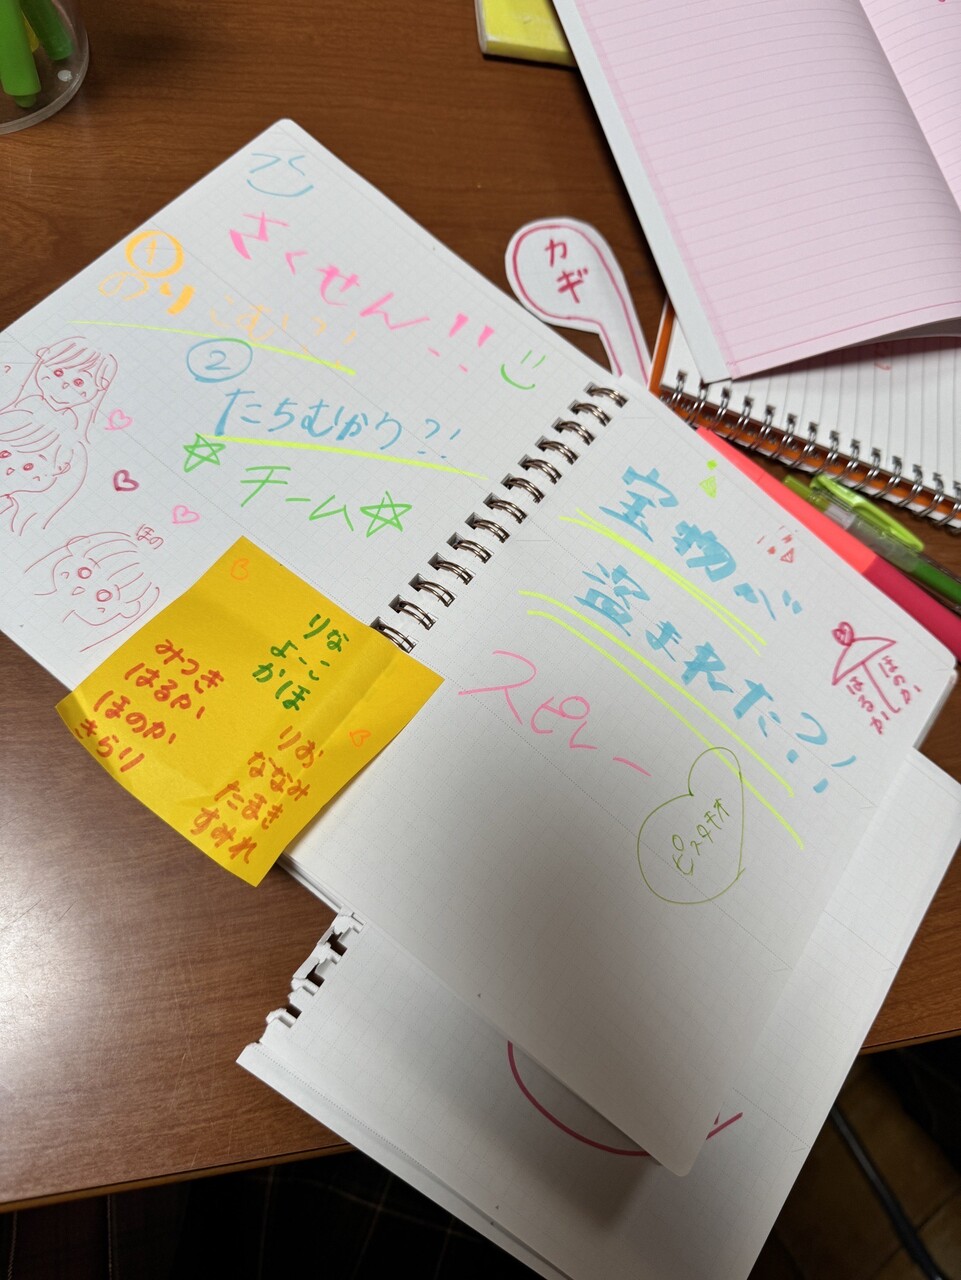 さくせん!!
①
のりこむ?!
②
たちむかう?!
☆チーム☆
ほの
りな
よーこ
かほ
りお
ななみ
たまき
すみれ
みつき
はるか
ほのか
きらり
カギ
宝物が
盗まれた?!
スピレー
ピスタチオ
ほのか
はるか